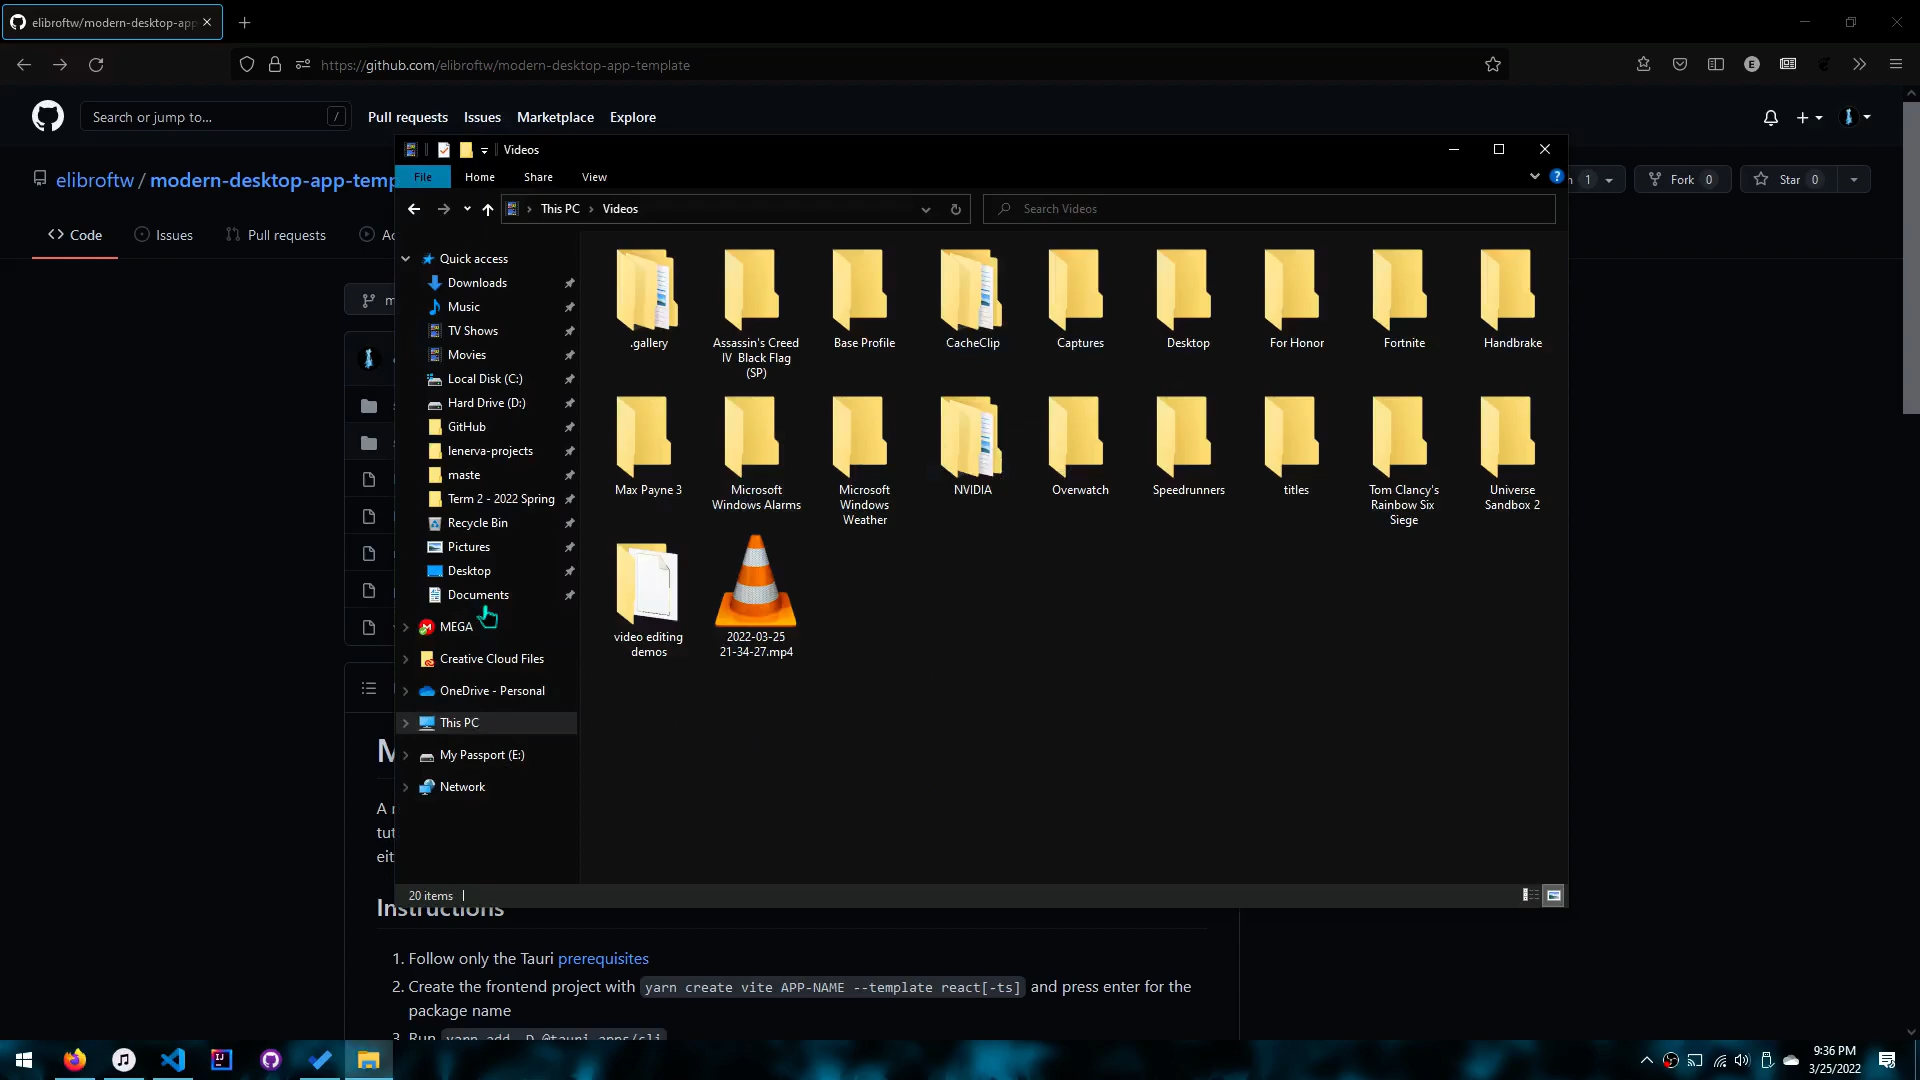 elibroftw/modern-desktop-app
https://github.com/elibroftw/modern-desktop-app-template
Search or jump to... /
Pull requests
Issues
Marketplace
Explore
elibroftw / modern-desktop-app-temp
1
Fork 0
Star 0
Code
Issues
Pull requests
Videos
File
Home
Share
View
This PC
Videos
Search Videos
Quick access
Downloads
Music
TV Shows
Movies
Local Disk (C:)
Hard Drive (D:)
GitHub
lenerva-projects
maste
Term 2 - 2022 Spring
Recycle Bin
Pictures
Desktop
Documents
MEGA
Creative Cloud Files
OneDrive - Personal
This PC
My Passport (E:)
Network
.gallery
Assassin's Creed
IV Black Flag
(SP)
Base Profile
CacheClip
Captures
Desktop
For Honor
Fortnite
Handbrake
Max Payne 3
Microsoft
Windows Alarms
Microsoft
Windows
Weather
NVIDIA
Overwatch
Speedrunners
titles
Tom Clancy's
Rainbow Six
Siege
Universe
Sandbox 2
video editing
demos
2022-03-25
21-34-27.mp4
20 items
Instructions
1. Follow only the Tauri prerequisites
2. Create the frontend project with yarn create vite APP-NAME --template react[-ts] and press enter for the
package name
3. Run yarn add -D @tauri-apps/cli
9:36 PM
3/25/2022